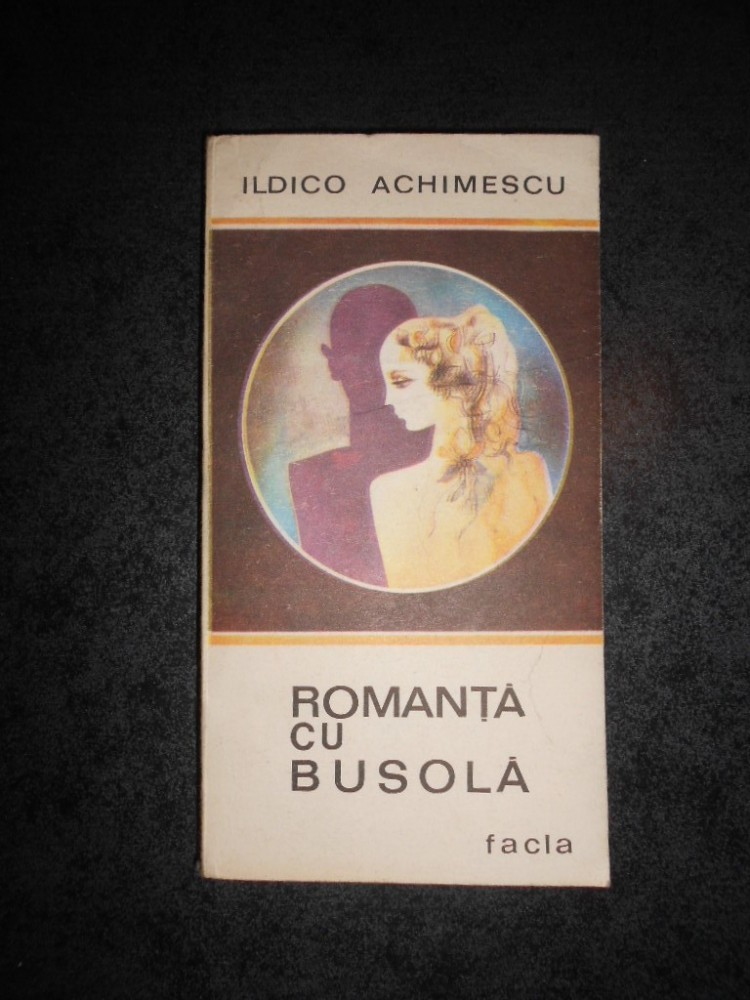 ILDICO ACHIMESCU
ROMANȚĂ
CU
BUSOLĂ
facla